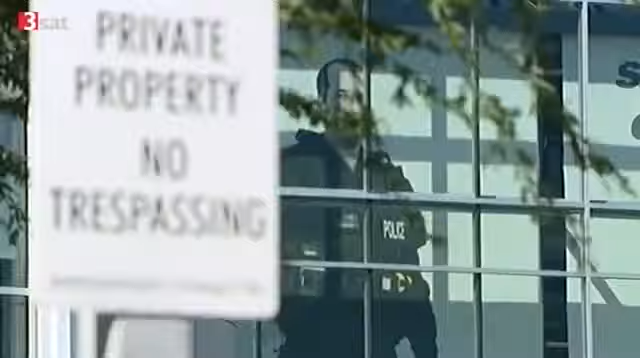 3sat
PRIVATE
PROPERTY
NO
TRESPASSING
POLICE